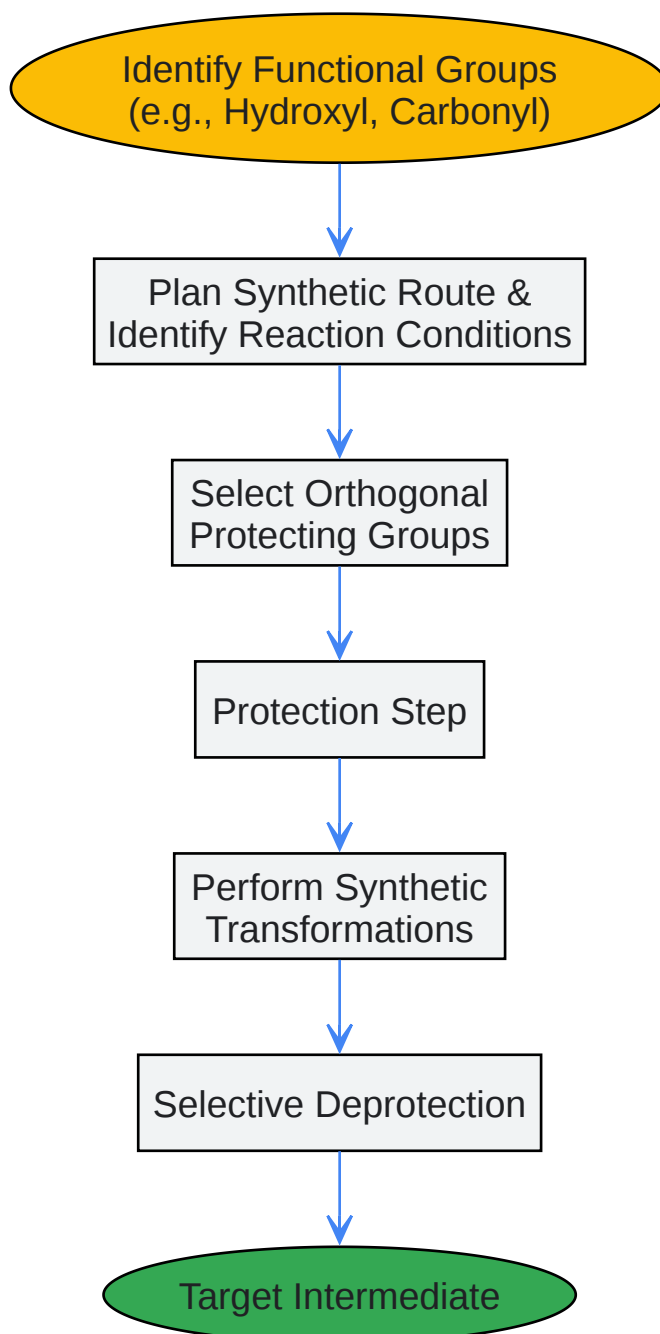 Identify Functional Groups
(e.g., Hydroxyl, Carbonyl)
Plan Synthetic Route &
Identify Reaction Conditions
Select Orthogonal
Protecting Groups
Protection Step
Perform Synthetic
Transformations
Selective Deprotection
Target Intermediate